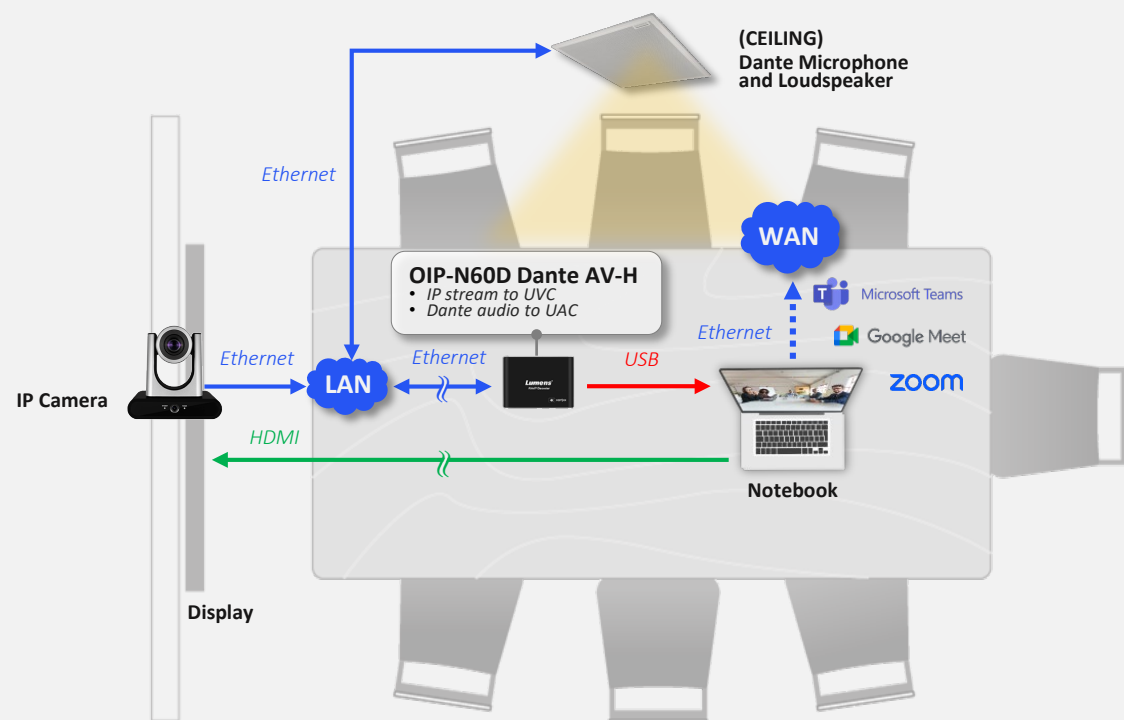 (CEILING)
Dante Microphone
and Loudspeaker
Ethernet
WAN
OIP-N60D Dante AV-H
• IP stream to UVC
• Dante audio to UAC
Microsoft Teams
Ethernet
Google Meet
Ethernet
Ethernet
USB
zoom
LAN
Lumens
IP Camera
HDMI
Notebook
Display